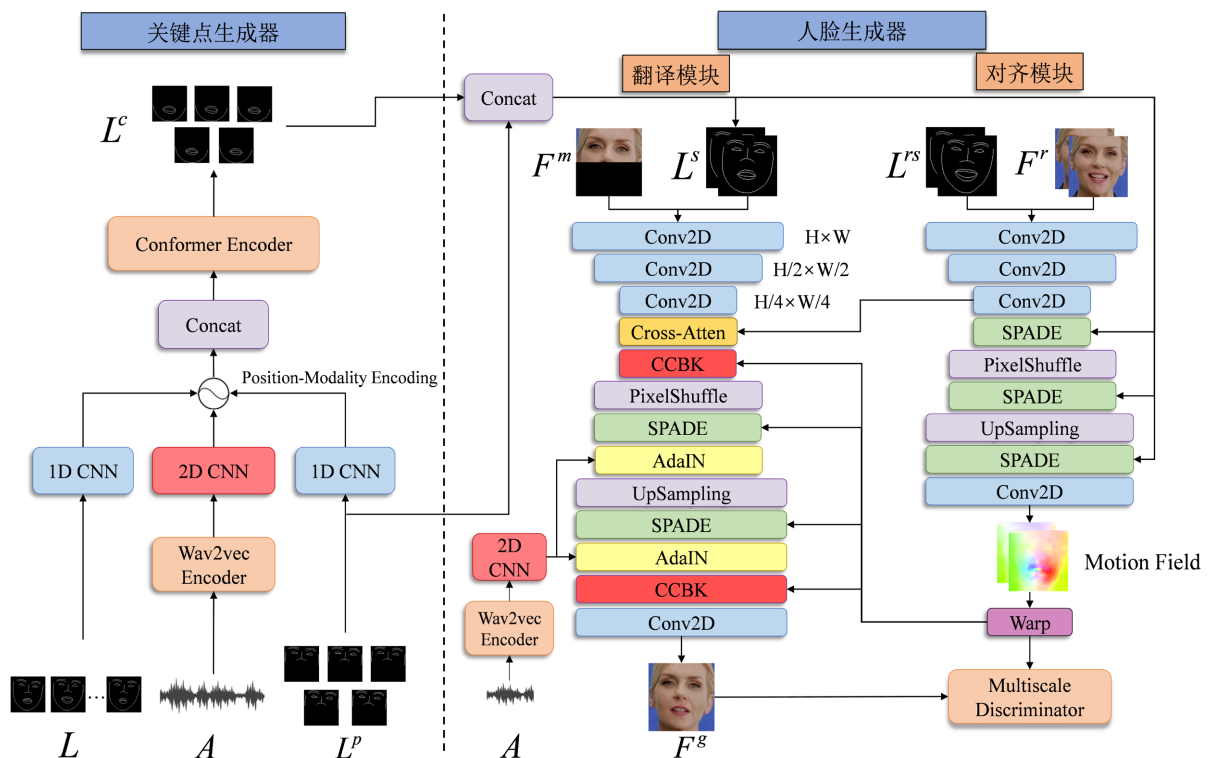 关键点生成器
人脸生成器
翻译模块
对齐模块
L^c
Concat
F^m
L^s
L^rs
F^r
Conformer Encoder
Concat
Position-Modality Encoding
1D CNN
2D CNN
1D CNN
Wav2vec
Encoder
L
A
L^p
Conv2D
H×W
Conv2D
H/2×W/2
Conv2D
H/4×W/4
Cross-Atten
CCBK
PixelShuffle
SPADE
AdaIN
UpSampling
SPADE
AdaIN
CCBK
Conv2D
2D
CNN
Wav2vec
Encoder
A
F^g
Conv2D
Conv2D
Conv2D
SPADE
PixelShuffle
SPADE
UpSampling
SPADE
Conv2D
Motion Field
Warp
Multiscale
Discriminator